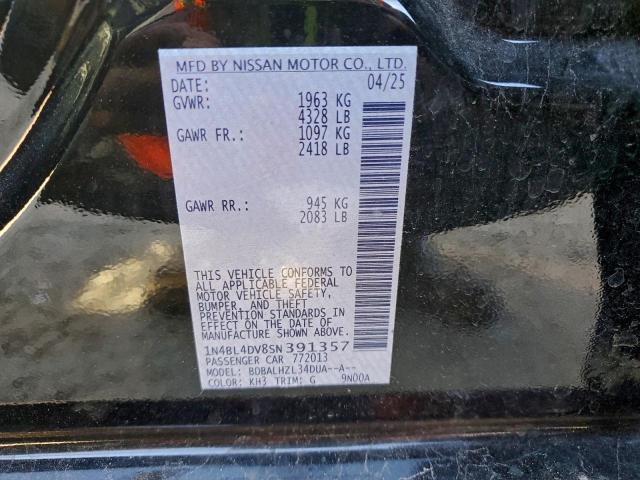 MFD BY NISSAN MOTOR CO., LTD.
DATE: 04/25
GVWR: 1963 KG
4328 LB
GAWR FR.: 1097 KG
2418 LB
GAWR RR.: 945 KG
2083 LB
THIS VEHICLE CONFORMS TO
ALL APPLICABLE FEDERAL
MOTOR VEHICLE SAFETY,
BUMPER, AND THEFT
PREVENTION STANDARDS IN
EFFECT ON THE DATE OF
MANUFACTURE SHOWN ABOVE.
1N4BL4DV8SN391357
PASSENGER CAR 772013
MODEL: BDBALHZL34DUA--A--
COLOR: KH3 TRIM: G 9N00A